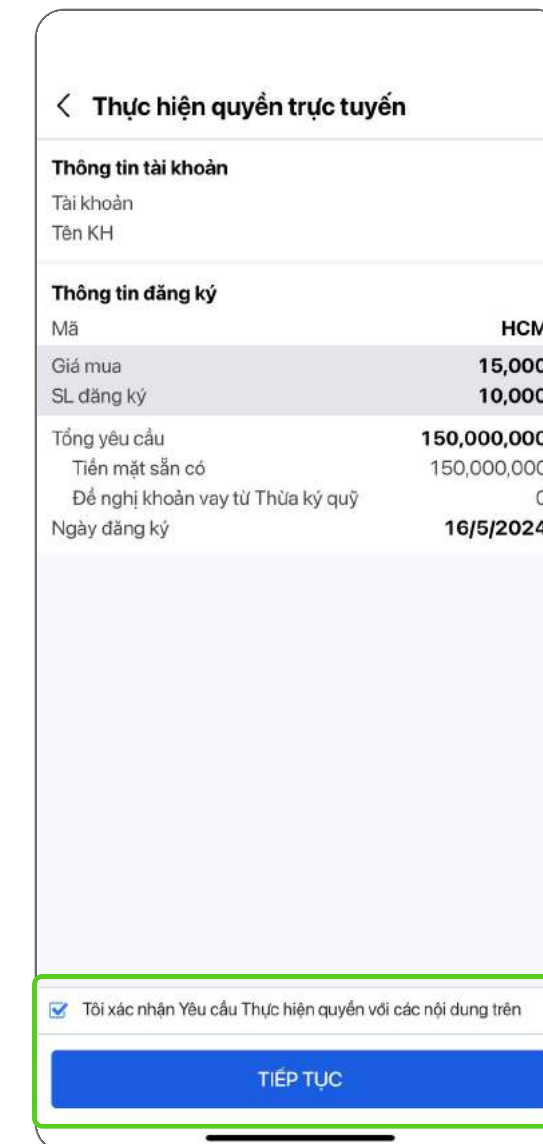 Thực hiện quyền trực tuyến
Thông tin tài khoản
Tài khoản
Tên KH
Thông tin đăng ký
Mã HCM
Giá mua 15,000
SL đăng ký 10,000
Tổng yêu cầu 150,000,000
Tiền mặt sẵn có 150,000,000
Đề nghị khoản vay từ Thừa ký quỹ 0
Ngày đăng ký 16/5/2024
Tôi xác nhận Yêu cầu Thực hiện quyền với các nội dung trên
TIẾP TỤC